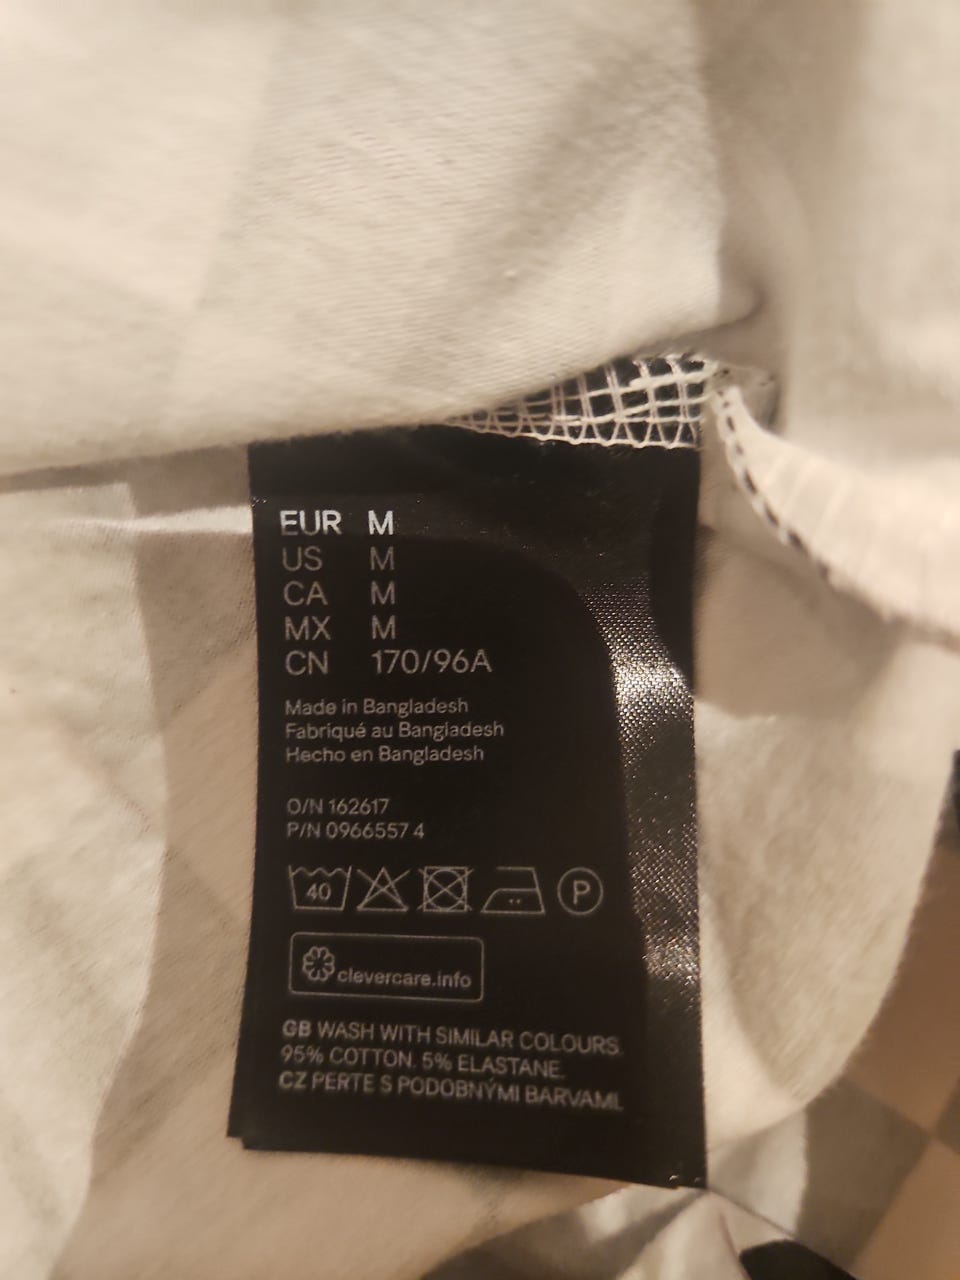 EUR M
US M
CA M
MX M
CN 170/96A
Made in Bangladesh
Fabriqué au Bangladesh
Hecho en Bangladesh
O/N 162617
P/N 0966557 4
40 P
clevercare.info
GB WASH WITH SIMILAR COLOURS.
95% COTTON. 5% ELASTANE.
CZ PERTE S PODOBNÝMI BARVAMI.